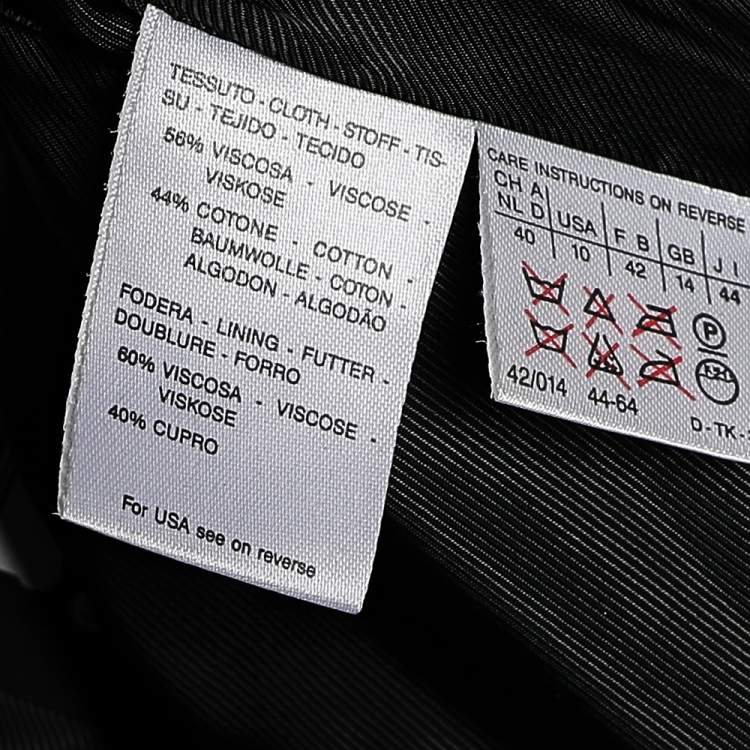 TESSUTO - CLOTH - STOFF - TIS-
SU - TEJIDO - TECIDO
56% VISCOSA - VISCOSE -
VISKOSE
44% COTONE - COTTON -
BAUMWOLLE - COTON -
ALGODON - ALGODÃO
FODERA - LINING - FUTTER -
DOUBLURE - FORRO
60% VISCOSA - VISCOSE -
VISKOSE
40% CUPRO
For USA see on reverse
CARE INSTRUCTIONS ON REVERSE
CH A
NL D USA F B GB J I
40 10 42 14 44
P
42/014 44-64 D-TK-